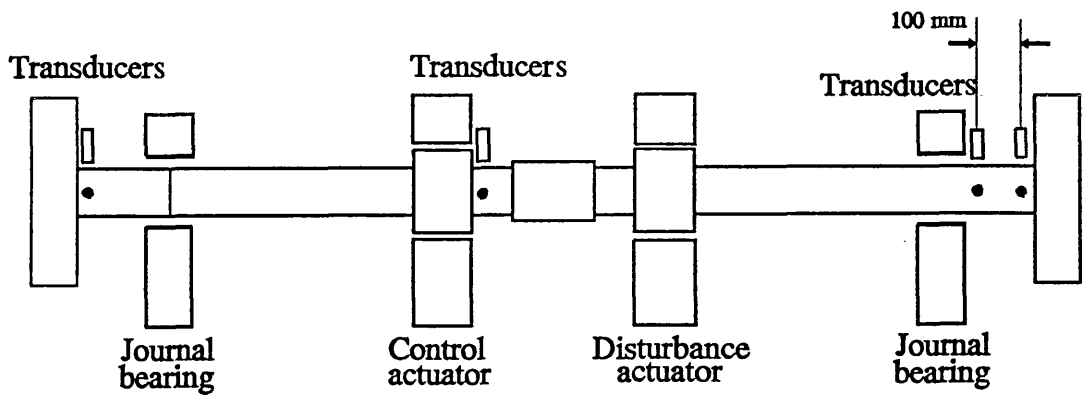 100 mm
Transducers
Transducers
Transducers
Journal
bearing
Control
actuator
Disturbance
actuator
Journal
bearing